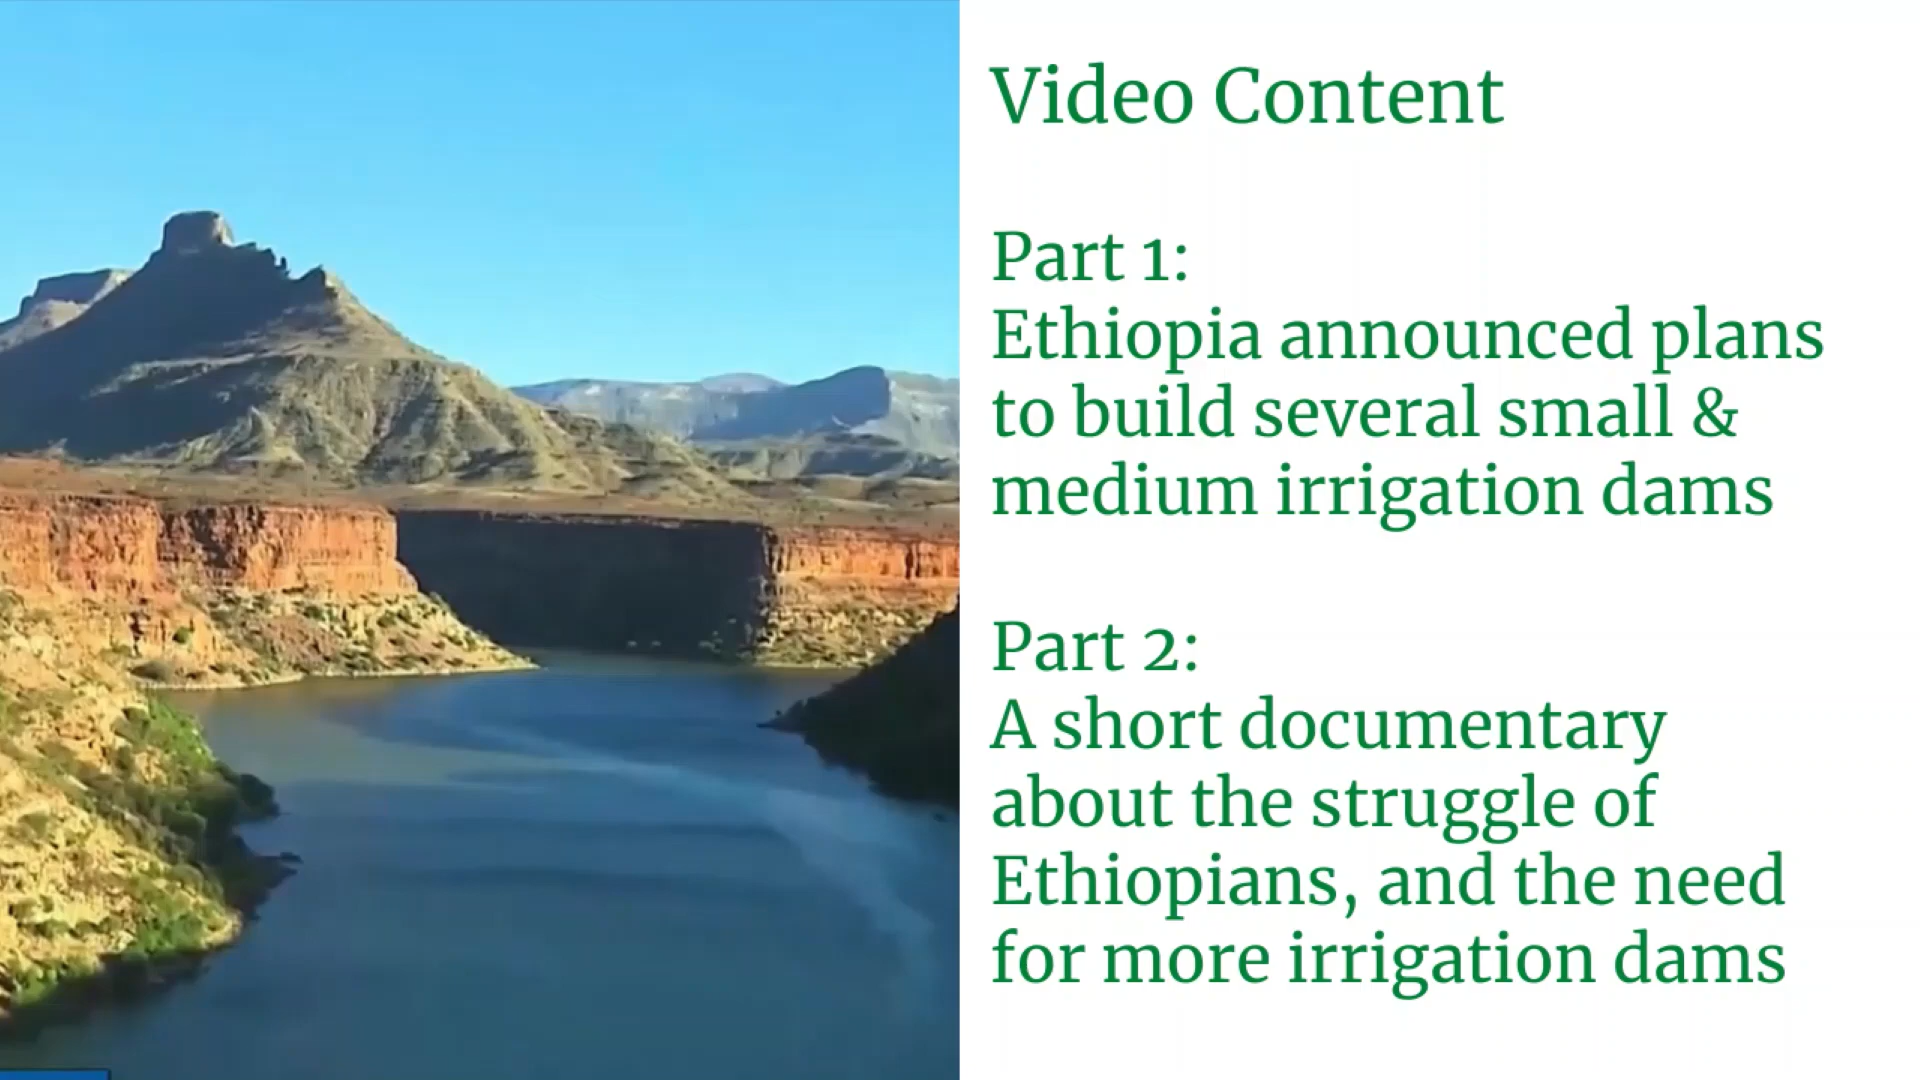 Video Content
Part 1:
Ethiopia announced plans
to build several small &
medium irrigation dams
Part 2:
A short documentary
about the struggle of
Ethiopians, and the need
for more irrigation dams